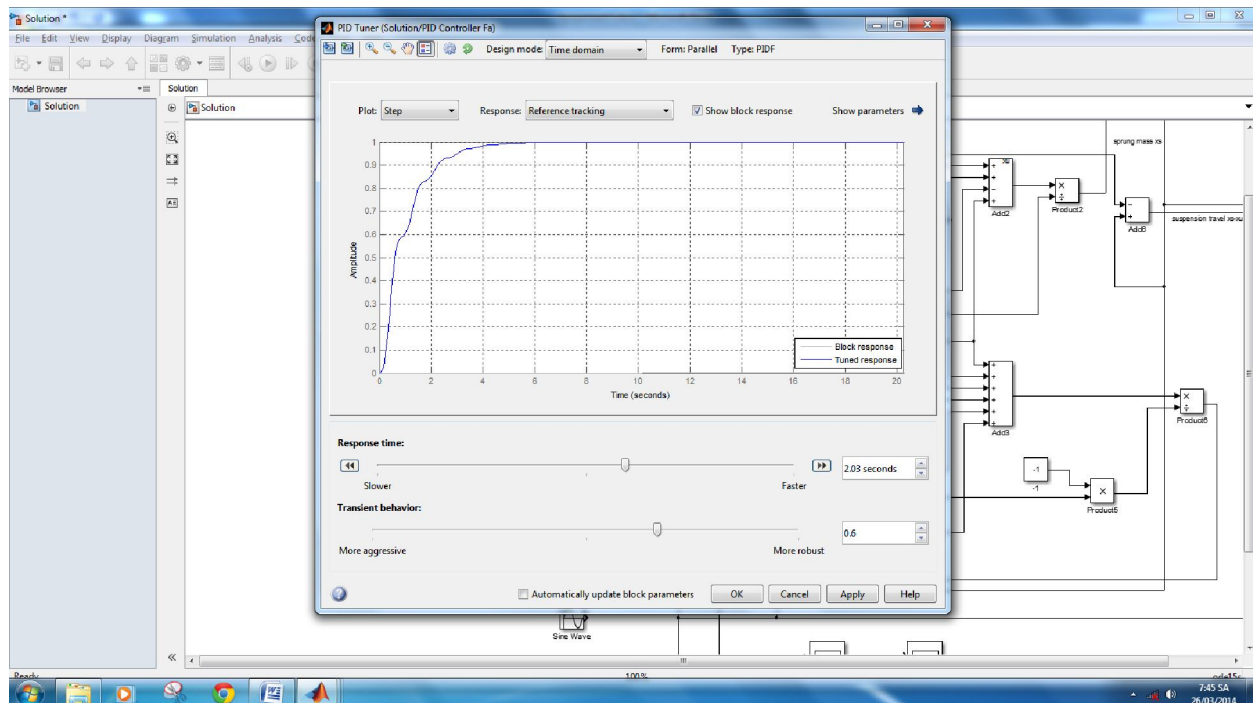 Solution *
File Edit View Display Diagram Simulation Analysis Code
Model Browser
Solution
Solution
Solution
PID Tuner (Solution/PID Controller Fa)
Design mode: Time domain Form: Parallel Type: PIDF
Plot: Step Response: Reference tracking Show block response Show parameters
1
0.9
0.8
0.7
0.6
0.5
0.4
0.3
0.2
0.1
0
Amplitude
0 2 4 6 8 10 12 14 16 18 20
Time (seconds)
Block response
Tuned response
Response time:
Slower Faster
2.03 seconds
Transient behavior:
More aggressive More robust
0.6
Automatically update block parameters OK Cancel Apply Help
sprung mass xs
xu
Add2
Product2
Add6
suspension travel xs-xu
Add3
Product6
-1
-1
Product5
Sine Wave
Ready 100% ode15s
7:45 SA
26/03/2014